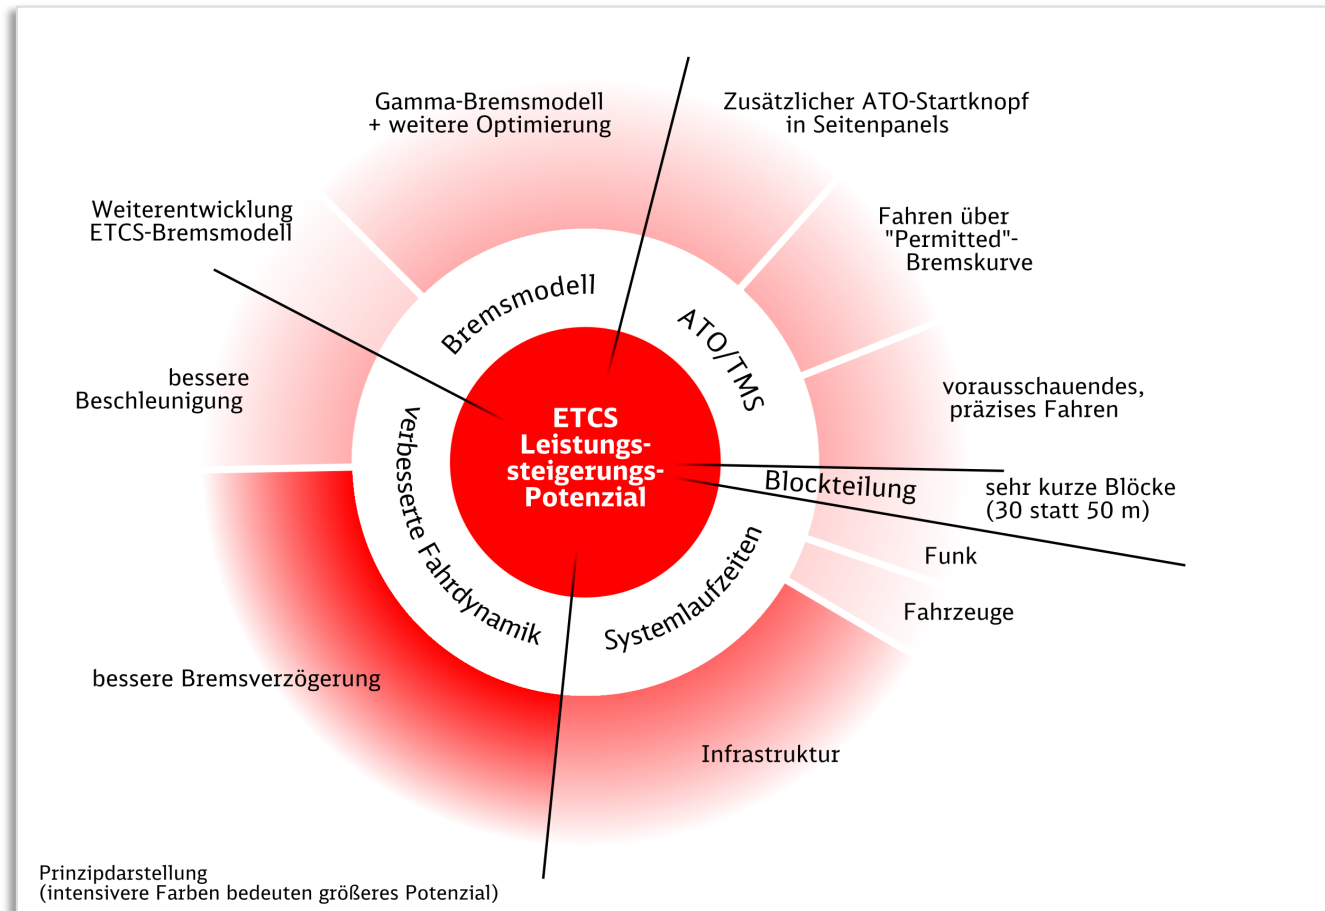 Gamma-Bremsmodell
+ weitere Optimierung
Zusätzlicher ATO-Startknopf
in Seitenpanels
Weiterentwicklung
ETCS-Bremsmodell
Fahren über
"Permitted"-
Bremskurve
Bremsmodell
ATO/TMS
bessere
Beschleunigung
vorausschauendes,
präzises Fahren
ETCS
Leistungs-
steigerungs-
Potenzial
verbesserte Fahrdynamik
Blockteilung
sehr kurze Blöcke
(30 statt 50 m)
Systemlaufzeiten
Funk
Fahrzeuge
bessere Bremsverzögerung
Infrastruktur
Prinzipdarstellung
(intensivere Farben bedeuten größeres Potenzial)